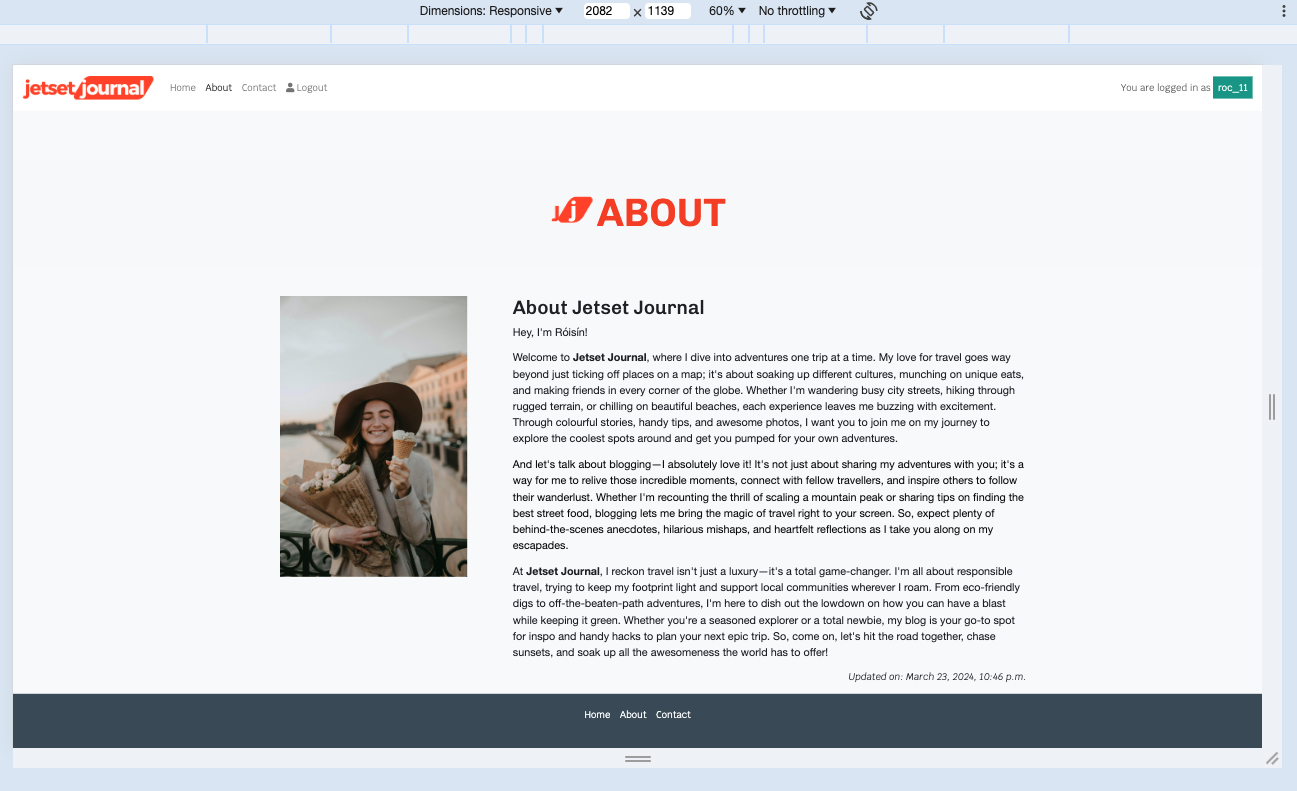 Dimensions: Responsive 2082 × 1139 60% No throttling
jetset journal Home About Contact Logout You are logged in as roc_11
Jj ABOUT
About Jetset Journal
Hey, I'm Róisín!
Welcome to Jetset Journal, where I dive into adventures one trip at a time. My love for travel goes way
beyond just ticking off places on a map; it's about soaking up different cultures, munching on unique eats,
and making friends in every corner of the globe. Whether I'm wandering busy city streets, hiking through
rugged terrain, or chilling on beautiful beaches, each experience leaves me buzzing with excitement.
Through colourful stories, handy tips, and awesome photos, I want you to join me on my journey to
explore the coolest spots around and get you pumped for your own adventures.
And let's talk about blogging—I absolutely love it! It's not just about sharing my adventures with you; it's a
way for me to relive those incredible moments, connect with fellow travellers, and inspire others to follow
their wanderlust. Whether I'm recounting the thrill of scaling a mountain peak or sharing tips on finding the
best street food, blogging lets me bring the magic of travel right to your screen. So, expect plenty of
behind-the-scenes anecdotes, hilarious mishaps, and heartfelt reflections as I take you along on my
escapades.
At Jetset Journal, I reckon travel isn't just a luxury—it's a total game-changer. I'm all about responsible
travel, trying to keep my footprint light and support local communities wherever I roam. From eco-friendly
digs to off-the-beaten-path adventures, I'm here to dish out the lowdown on how you can have a blast
while keeping it green. Whether you're a seasoned explorer or a total newbie, my blog is your go-to spot
for inspo and handy hacks to plan your next epic trip. So, come on, let's hit the road together, chase
sunsets, and soak up all the awesomeness the world has to offer!
Updated on: March 23, 2024, 10:46 p.m.
Home About Contact